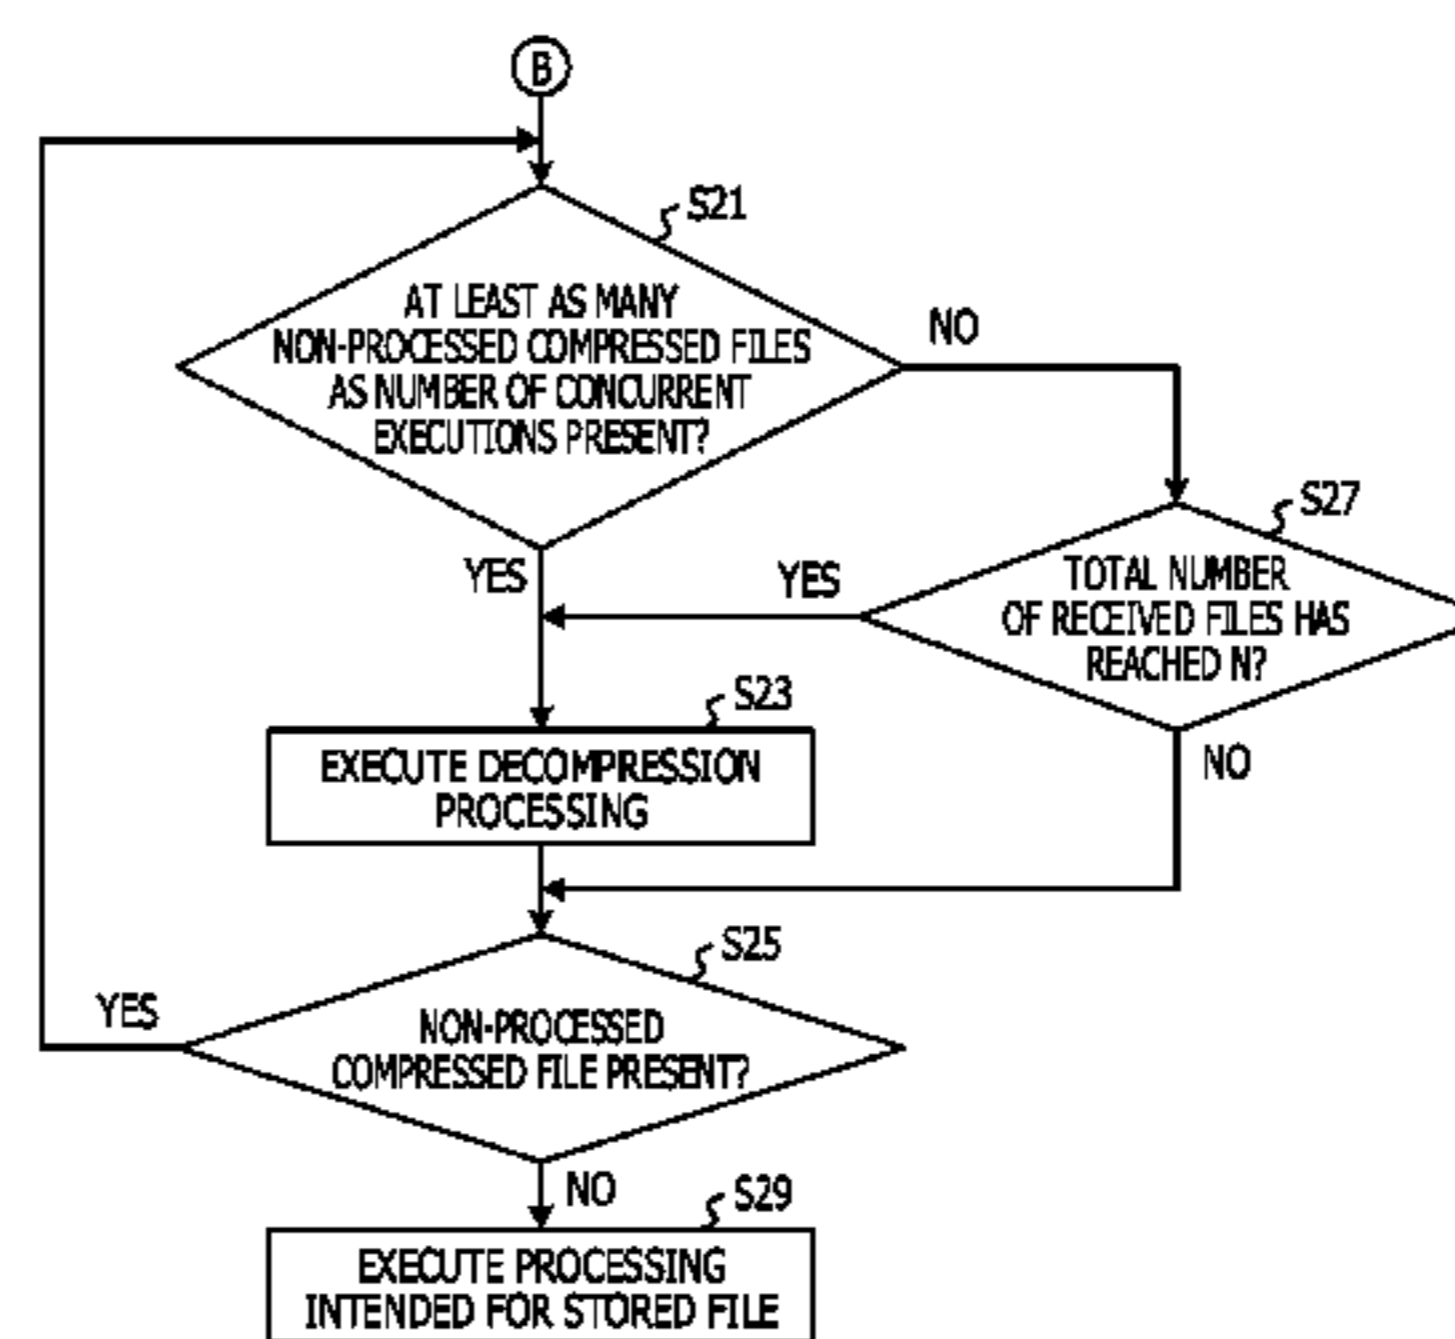 B
S21
AT LEAST AS MANY
NON-PROCESSED COMPRESSED FILES
AS NUMBER OF CONCURRENT
EXECUTIONS PRESENT?
NO
YES
S27
TOTAL NUMBER
OF RECEIVED FILES HAS
REACHED N?
YES
NO
S23
EXECUTE DECOMPRESSION
PROCESSING
S25
NON-PROCESSED
COMPRESSED FILE PRESENT?
YES
NO
S29
EXECUTE PROCESSING
INTENDED FOR STORED FILE